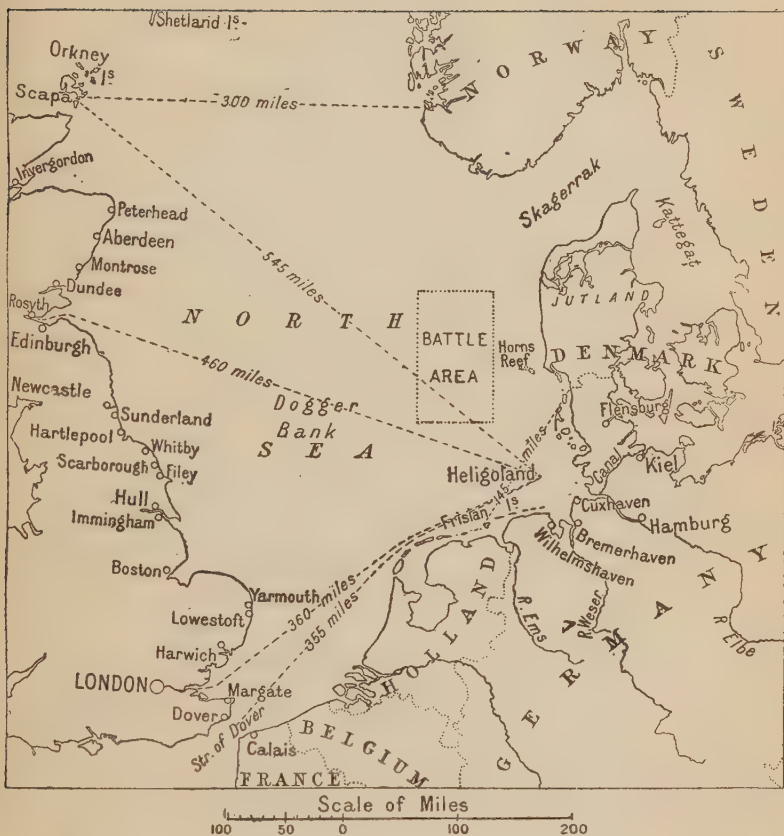 Shetland Is.
Orkney
Is
Scapa
300 miles
NORWAY
SWEDEN
Invergordon
Skagerrak
Kattegat
Peterhead
Aberdeen
Montrose
Dundee
545 miles
JUTLAND
Rosyth
Edinburgh
NORTH
SEA
BATTLE
AREA
Horns
Reef
DENMARK
460 miles
Dogger
Bank
Newcastle
Sunderland
Hartlepool
Whitby
Scarborough
Filey
Flensburg
Canal
Kiel
Heligoland
145 miles
Frisian Is
Cuxhaven
Hamburg
Bremerhaven
Wilhelmshaven
Hull
Immingham
Boston
Yarmouth
Lowestoft
Harwich
360 miles
355 miles
HOLLAND
R. Ems
R. Weser
GERMANY
R. Elbe
LONDON
Margate
Dover
Str. of Dover
Calais
BELGIUM
FRANCE
Scale of Miles
100 50 0 100 200